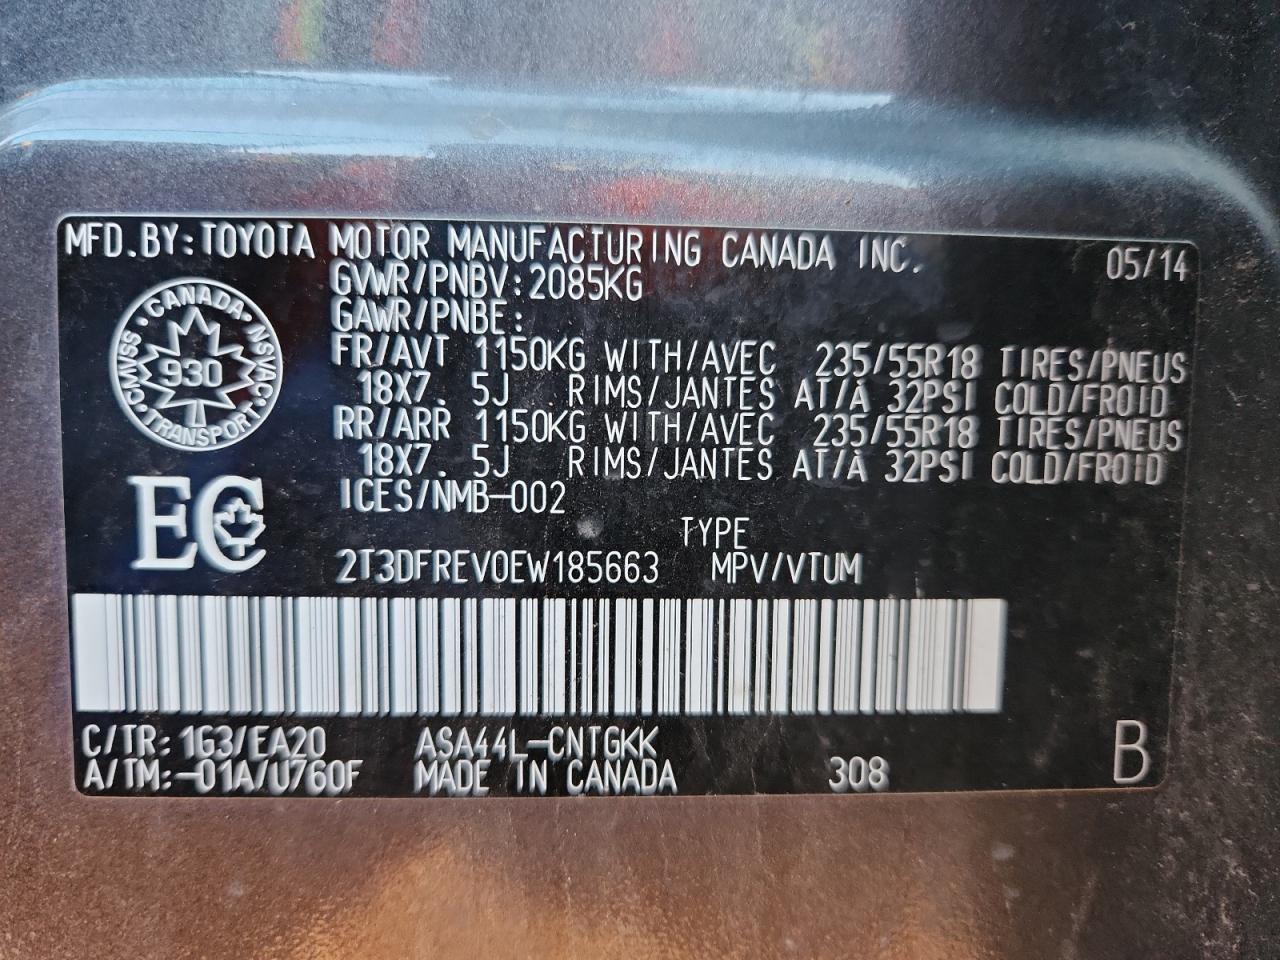 MFD.BY:TOYOTA MOTOR MANUFACTURING CANADA INC. 05/14
GVWR/PNBV:2085KG
GAWR/PNBE:
FR/AVT 1150KG WITH/AVEC 235/55R18 TIRES/PNEUS
18X7.5J RIMS/JANTES AT/À 32PSI COLD/FROID
RR/ARR 1150KG WITH/AVEC 235/55R18 TIRES/PNEUS
18X7.5J RIMS/JANTES AT/À 32PSI COLD/FROID
ICES/NMB-002
CANADA · NSVAC · TRANSPORT · CMVSS ·
930
EC
TYPE
2T3DFREV0EW185663 MPV/VTUM
C/TR:1G3/EA20 ASA44L-CNTGKK
A/TM:-01A/U760F MADE IN CANADA 308
B